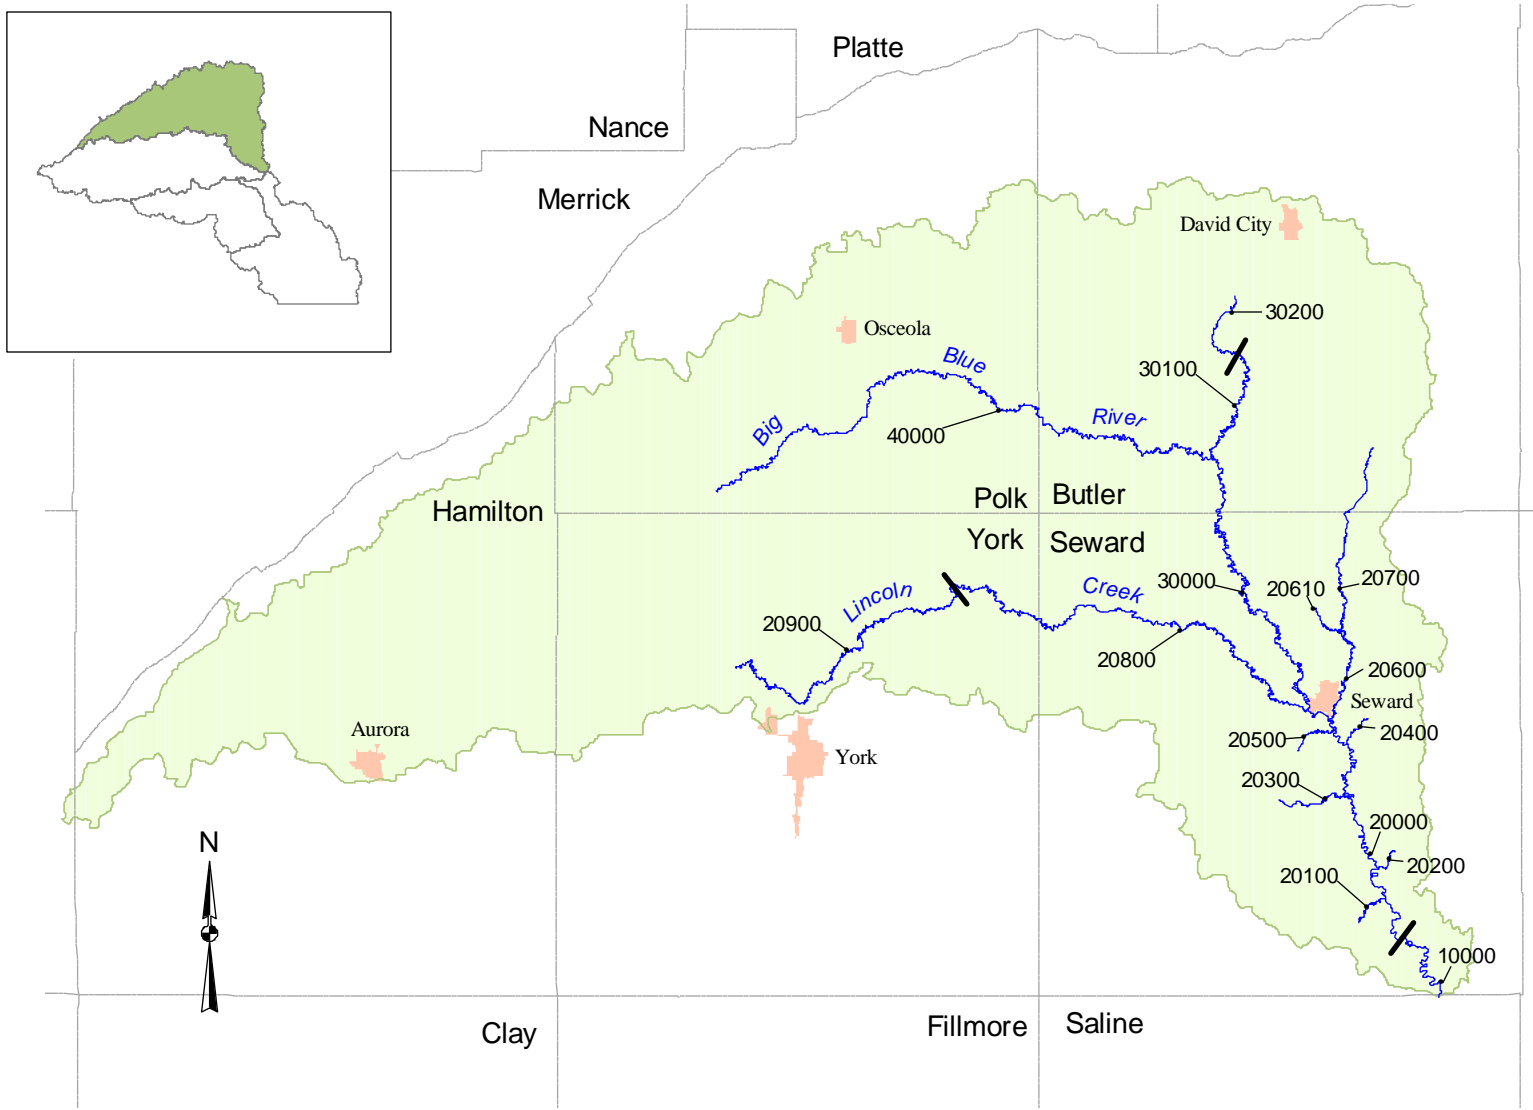 Platte
Nance
Merrick
David City
30200
Osceola
Blue
30100
River
Big
40000
Polk
Butler
Hamilton
York
Seward
Lincoln
Creek
30000
20610
20700
20900
20800
20600
Seward
Aurora
York
20500
20400
20300
20000
20200
20100
N
10000
Clay
Fillmore
Saline